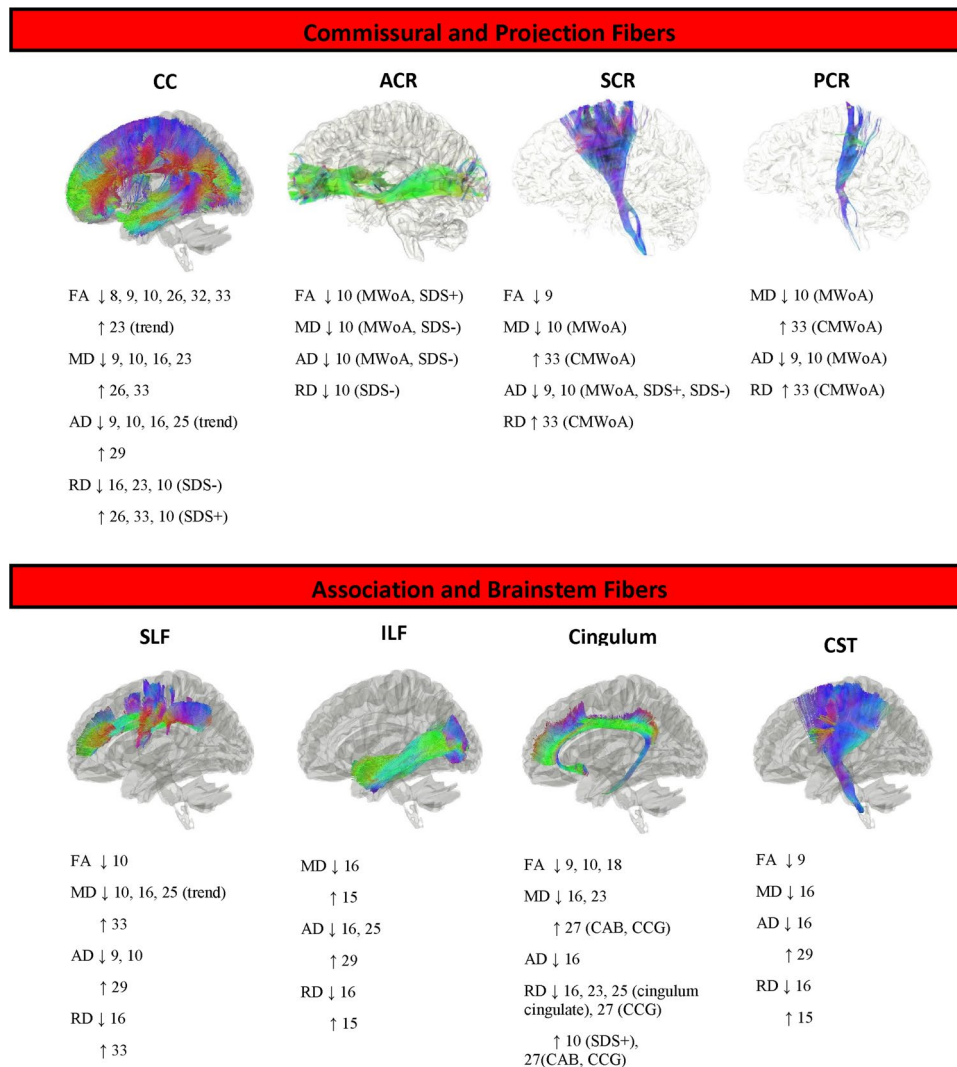 Commissural and Projection Fibers
CC
FA ↓ 8, 9, 10, 26, 32, 33
↑ 23 (trend)
MD ↓ 9, 10, 16, 23
↑ 26, 33
AD ↓ 9, 10, 16, 25 (trend)
↑ 29
RD ↓ 16, 23, 10 (SDS-)
↑ 26, 33, 10 (SDS+)
ACR
FA ↓ 10 (MWoA, SDS+)
MD ↓ 10 (MWoA, SDS-)
AD ↓ 10 (MWoA, SDS-)
RD ↓ 10 (SDS-)
SCR
FA ↓ 9
MD ↓ 10 (MWoA)
↑ 33 (CMWoA)
AD ↓ 9, 10 (MWoA, SDS+, SDS-)
RD ↑ 33 (CMWoA)
PCR
MD ↓ 10 (MWoA)
↑ 33 (CMWoA)
AD ↓ 9, 10 (MWoA)
RD ↑ 33 (CMWoA)
Association and Brainstem Fibers
SLF
FA ↓ 10
MD ↓ 10, 16, 25 (trend)
↑ 33
AD ↓ 9, 10
↑ 29
RD ↓ 16
↑ 33
ILF
MD ↓ 16
↑ 15
AD ↓ 16, 25
↑ 29
RD ↓ 16
↑ 15
Cingulum
FA ↓ 9, 10, 18
MD ↓ 16, 23
↑ 27 (CAB, CCG)
AD ↓ 16
RD ↓ 16, 23, 25 (cingulum
cingulate), 27 (CCG)
↑ 10 (SDS+),
27(CAB, CCG)
CST
FA ↓ 9
MD ↓ 16
AD ↓ 16
↑ 29
RD ↓ 16
↑ 15